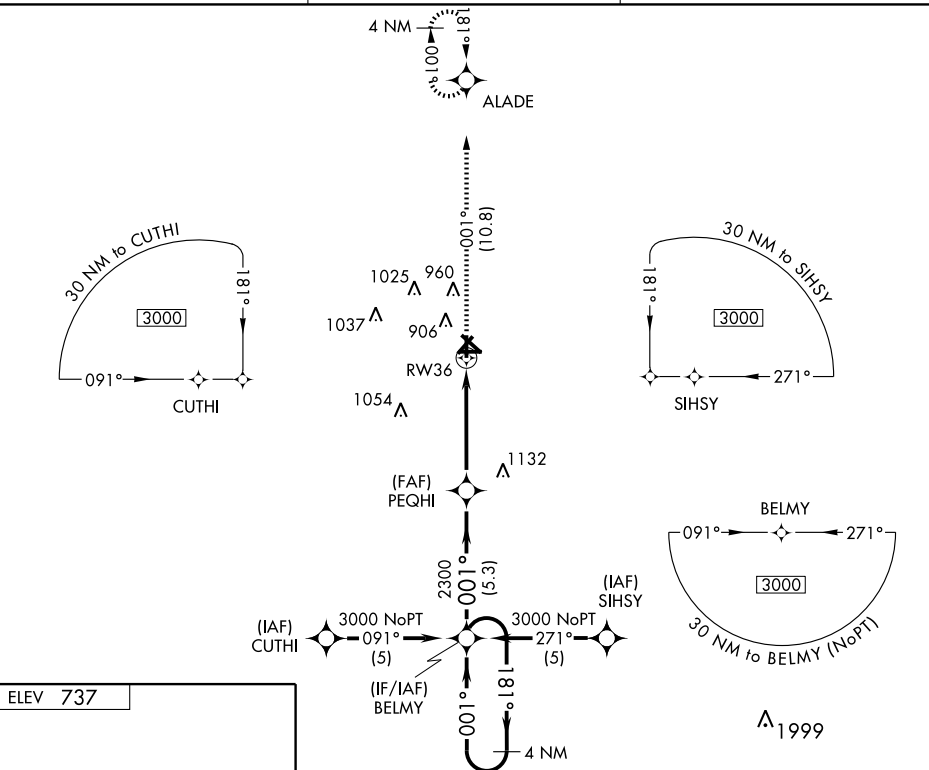 4 NM
181°
001°
ALADE
001°
(10.8)
30 NM to CUTHI
181°
3000
091°
CUTHI
30 NM to SIHSY
181°
3000
271°
SIHSY
1025
960
1037
906
RW36
1054
1132
(FAF)
PEQHI
2300
001°
(5.3)
BELMY
091°
271°
3000
30 NM to BELMY (NoPT)
(IAF)
CUTHI
3000 NoPT
091°
(5)
(IAF)
SIHSY
3000 NoPT
271°
(5)
(IF/IAF)
BELMY
001°
181°
4 NM
ELEV 737
1999